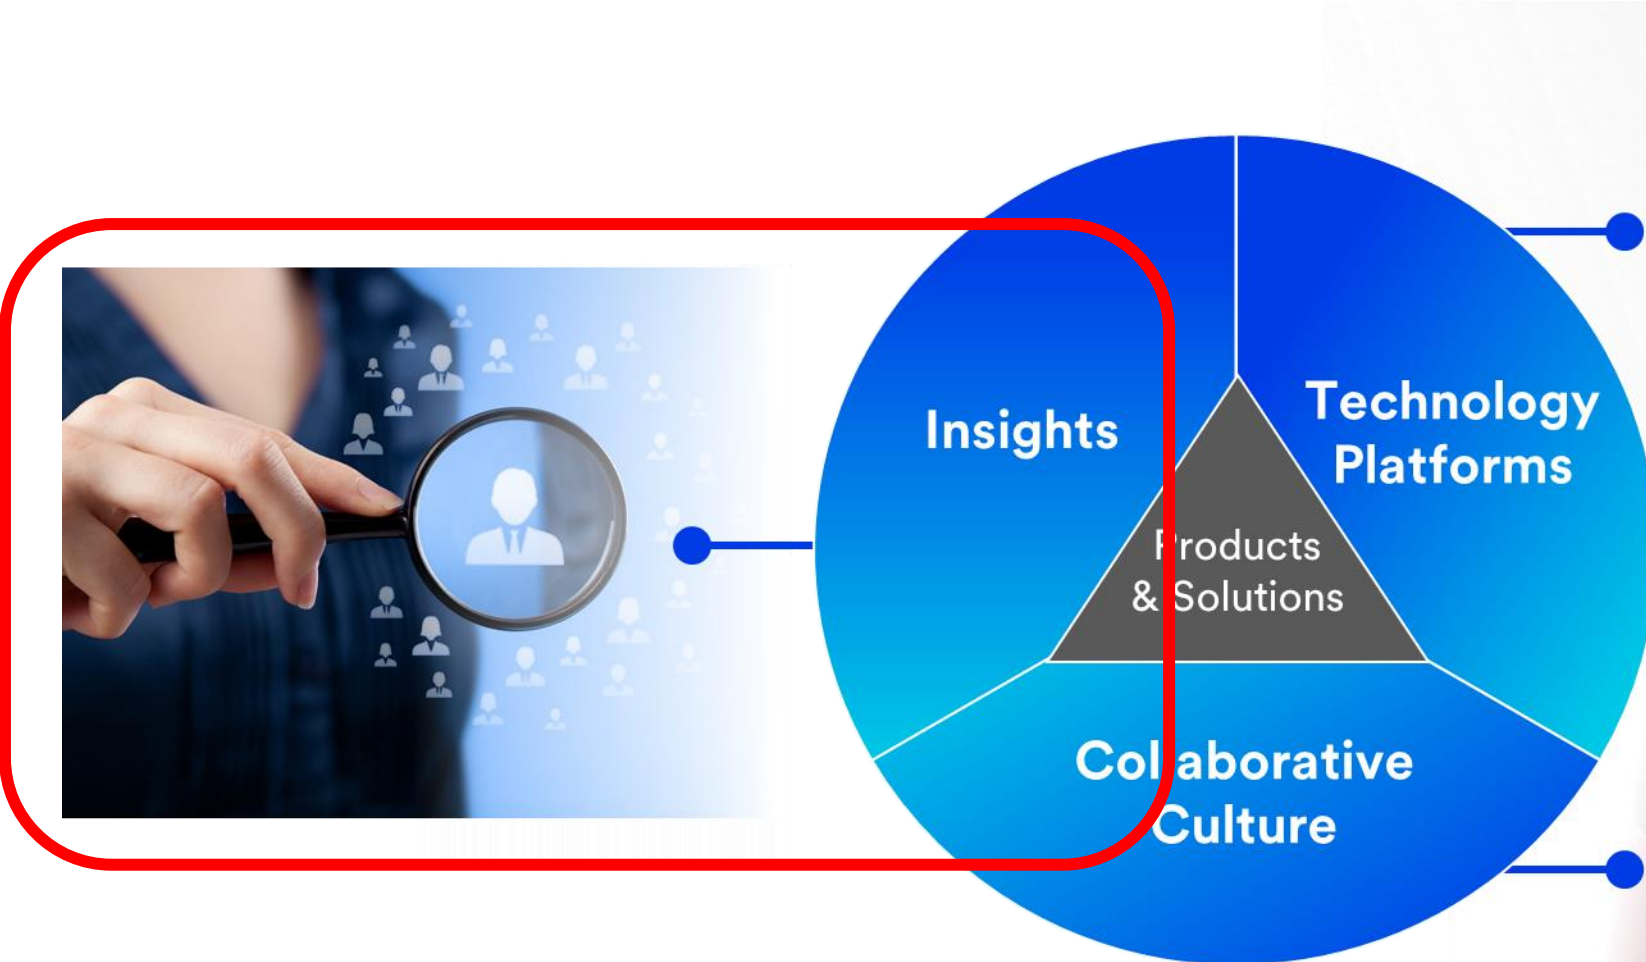 Insights
Technology
Platforms
Products
& Solutions
Collaborative
Culture